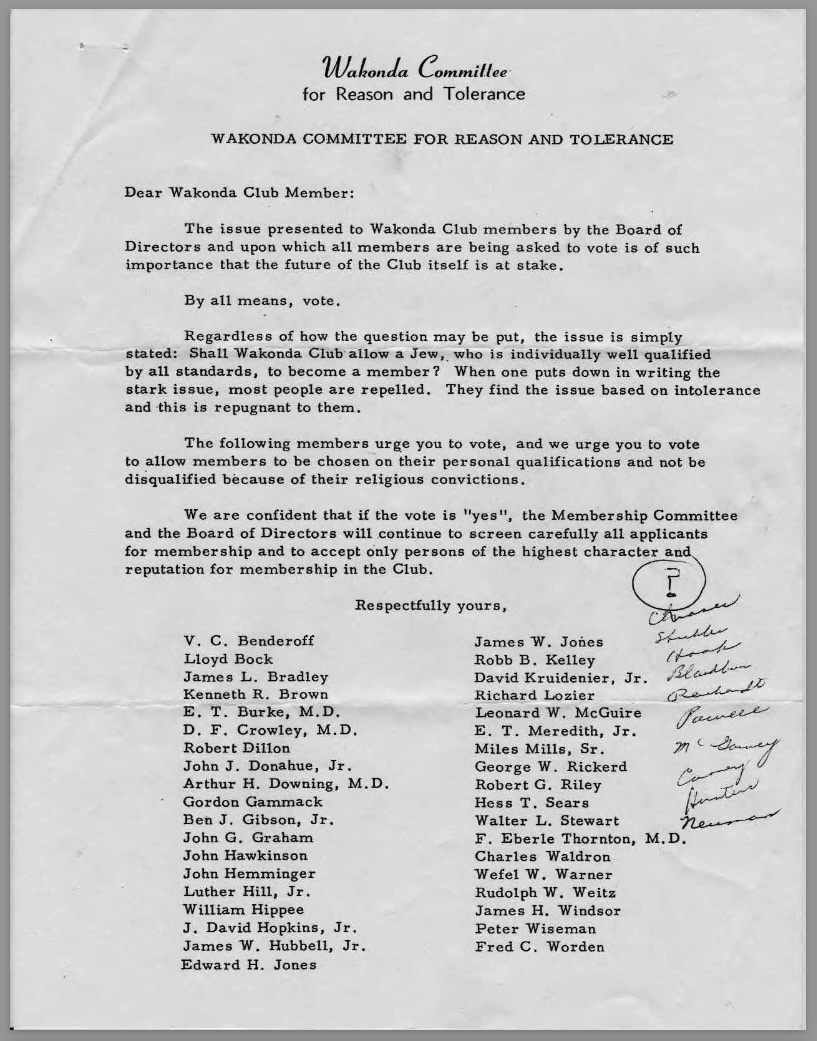 Wakonda Committee
for Reason and Tolerance
WAKONDA COMMITTEE FOR REASON AND TOLERANCE
Dear Wakonda Club Member:
The issue presented to Wakonda Club members by the Board of
Directors and upon which all members are being asked to vote is of such
importance that the future of the Club itself is at stake.
By all means, vote.
Regardless of how the question may be put, the issue is simply
stated: Shall Wakonda Club allow a Jew, who is individually well qualified
by all standards, to become a member? When one puts down in writing the
stark issue, most people are repelled. They find the issue based on intolerance
and this is repugnant to them.
The following members urge you to vote, and we urge you to vote
to allow members to be chosen on their personal qualifications and not be
disqualified because of their religious convictions.
We are confident that if the vote is "yes", the Membership Committee
and the Board of Directors will continue to screen carefully all applicants
for membership and to accept only persons of the highest character and
reputation for membership in the Club.
Respectfully yours,
V. C. Benderoff
Lloyd Bock
James L. Bradley
Kenneth R. Brown
E. T. Burke, M.D.
D. F. Crowley, M.D.
Robert Dillon
John J. Donahue, Jr.
Arthur H. Downing, M.D.
Gordon Gammack
Ben J. Gibson, Jr.
John G. Graham
John Hawkinson
John Hemminger
Luther Hill, Jr.
William Hippee
J. David Hopkins, Jr.
James W. Hubbell, Jr.
Edward H. Jones
James W. Jones
Robb B. Kelley
David Kruidenier, Jr.
Richard Lozier
Leonard W. McGuire
E. T. Meredith, Jr.
Miles Mills, Sr.
George W. Rickerd
Robert G. Riley
Hess T. Sears
Walter L. Stewart
F. Eberle Thornton, M.D.
Charles Waldron
Wefel W. Warner
Rudolph W. Weitz
James H. Windsor
Peter Wiseman
Fred C. Worden
?
Hook
Powell
Neuman